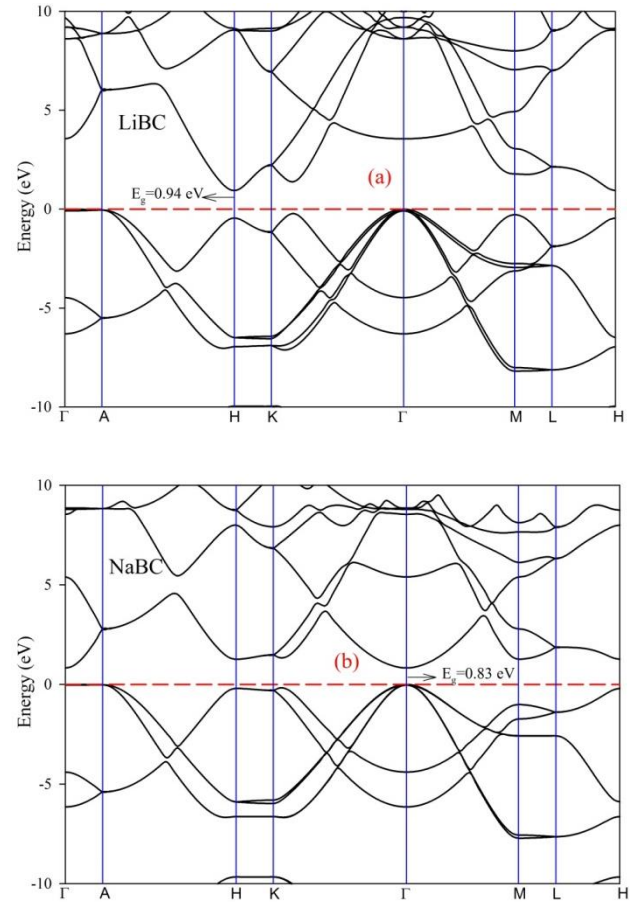 10
5
0
-5
-10
Energy (eV)
LiBC
(a)
E_g=0.94 eV
Γ A H K Γ M L H
10
5
0
-5
-10
Energy (eV)
NaBC
(b)
E_g=0.83 eV
Γ A H K Γ M L H